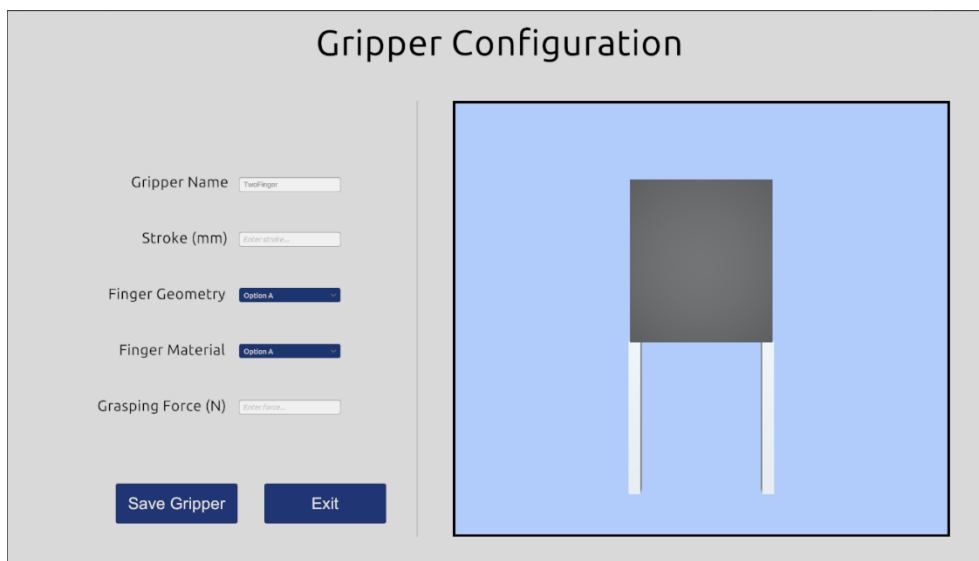 Gripper Configuration
Gripper Name TwoFinger
Stroke (mm) Enter stroke...
Finger Geometry Option A
Finger Material Option A
Grasping Force (N) Enter force...
Save Gripper Exit